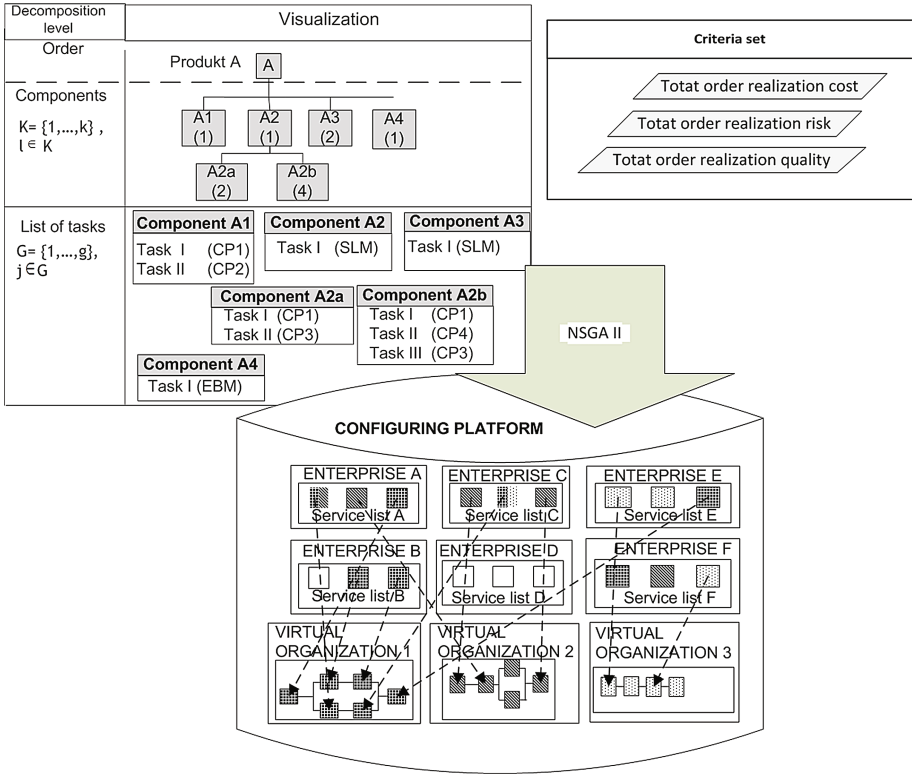 Decomposition
level
Visualization
Order
Produkt A
A
Components
K= {1,...,k} ,
l ∈ K
A1
(1)
A2
(1)
A3
(2)
A4
(1)
A2a
(2)
A2b
(4)
List of tasks
G= {1,...,g},
j∈G
Component A1
Task I (CP1)
Task II (CP2)
Component A2
Task I (SLM)
Component A3
Task I (SLM)
Component A2a
Task I (CP1)
Task II (CP3)
Component A2b
Task I (CP1)
Task II (CP4)
Task III (CP3)
Component A4
Task I (EBM)
Criteria set
Totat order realization cost
Totat order realization risk
Totat order realization quality
NSGA II
CONFIGURING PLATFORM
ENTERPRISE A
Service list A
ENTERPRISE C
Service list C
ENTERPRISE E
Service list E
ENTERPRISE B
Service list B
ENTERPRISE D
Service list D
ENTERPRISE F
Service list F
VIRTUAL
ORGANIZATION 1
VIRTUAL
ORGANIZATION 2
VIRTUAL
ORGANIZATION 3